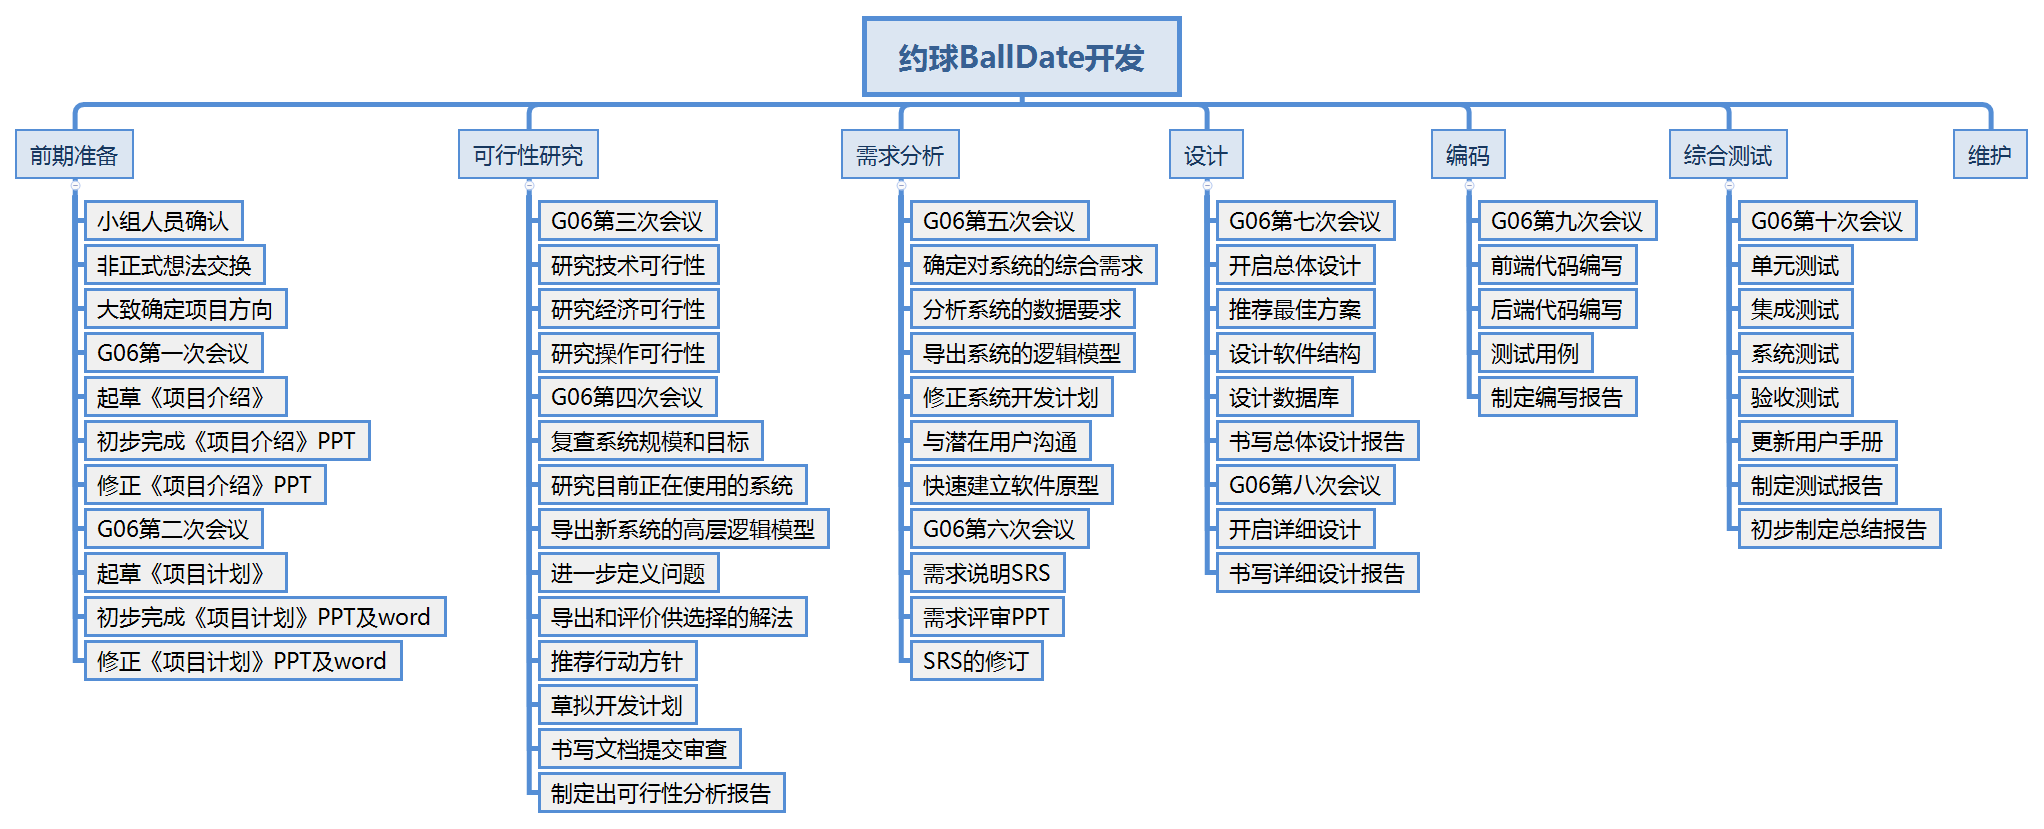 约球BallDate开发
前期准备
小组人员确认
非正式想法交换
大致确定项目方向
G06第一次会议
起草《项目介绍》
初步完成《项目介绍》PPT
修正《项目介绍》PPT
G06第二次会议
起草《项目计划》
初步完成《项目计划》PPT及word
修正《项目计划》PPT及word
可行性研究
G06第三次会议
研究技术可行性
研究经济可行性
研究操作可行性
G06第四次会议
复查系统规模和目标
研究目前正在使用的系统
导出新系统的高层逻辑模型
进一步定义问题
导出和评价供选择的解法
推荐行动方针
草拟开发计划
书写文档提交审查
制定出可行性分析报告
需求分析
G06第五次会议
确定对系统的综合需求
分析系统的数据要求
导出系统的逻辑模型
修正系统开发计划
与潜在用户沟通
快速建立软件原型
G06第六次会议
需求说明SRS
需求评审PPT
SRS的修订
设计
G06第七次会议
开启总体设计
推荐最佳方案
设计软件结构
设计数据库
书写总体设计报告
G06第八次会议
开启详细设计
书写详细设计报告
编码
G06第九次会议
前端代码编写
后端代码编写
测试用例
制定编写报告
综合测试
G06第十次会议
单元测试
集成测试
系统测试
验收测试
更新用户手册
制定测试报告
初步制定总结报告
维护